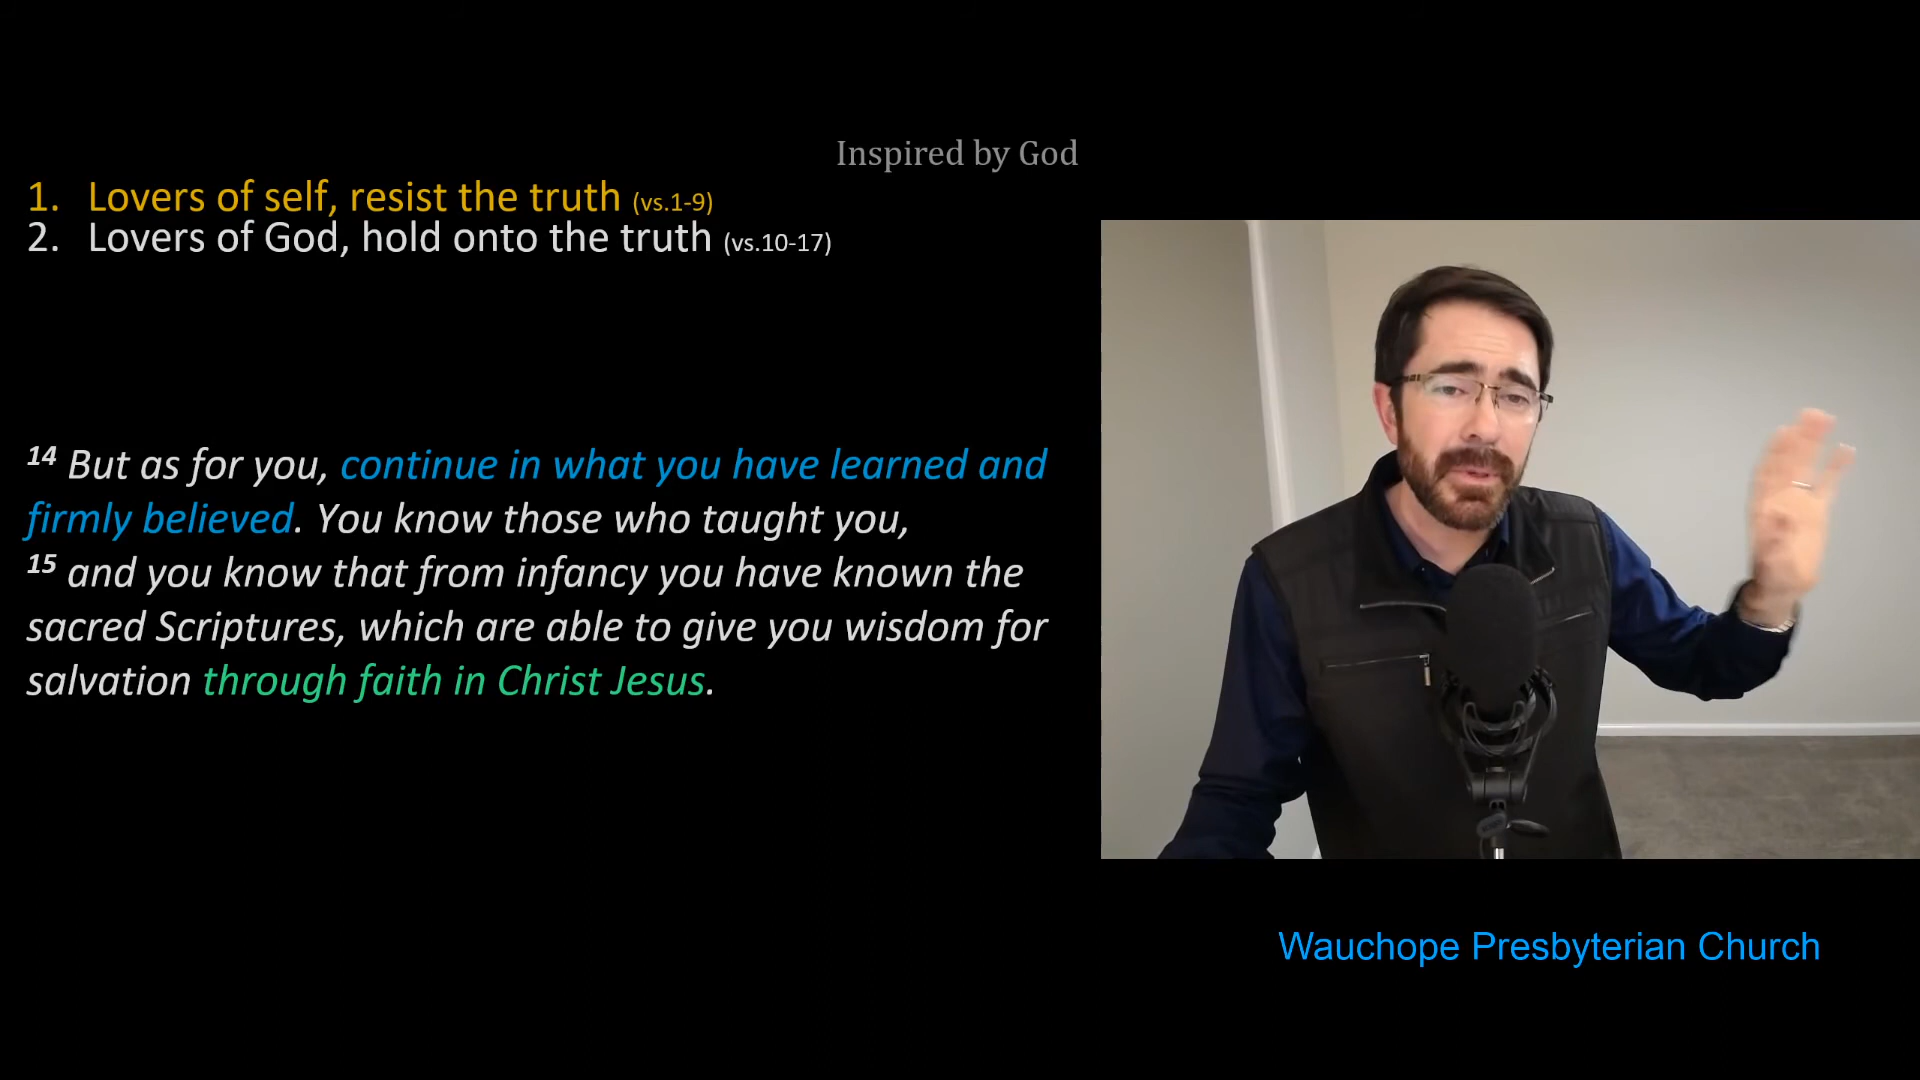 Inspired by God
1. Lovers of self, resist the truth (vs.1-9)
2. Lovers of God, hold onto the truth (vs.10-17)
14 But as for you, continue in what you have learned and
firmly believed. You know those who taught you,
15 and you know that from infancy you have known the
sacred Scriptures, which are able to give you wisdom for
salvation through faith in Christ Jesus.
Wauchope Presbyterian Church